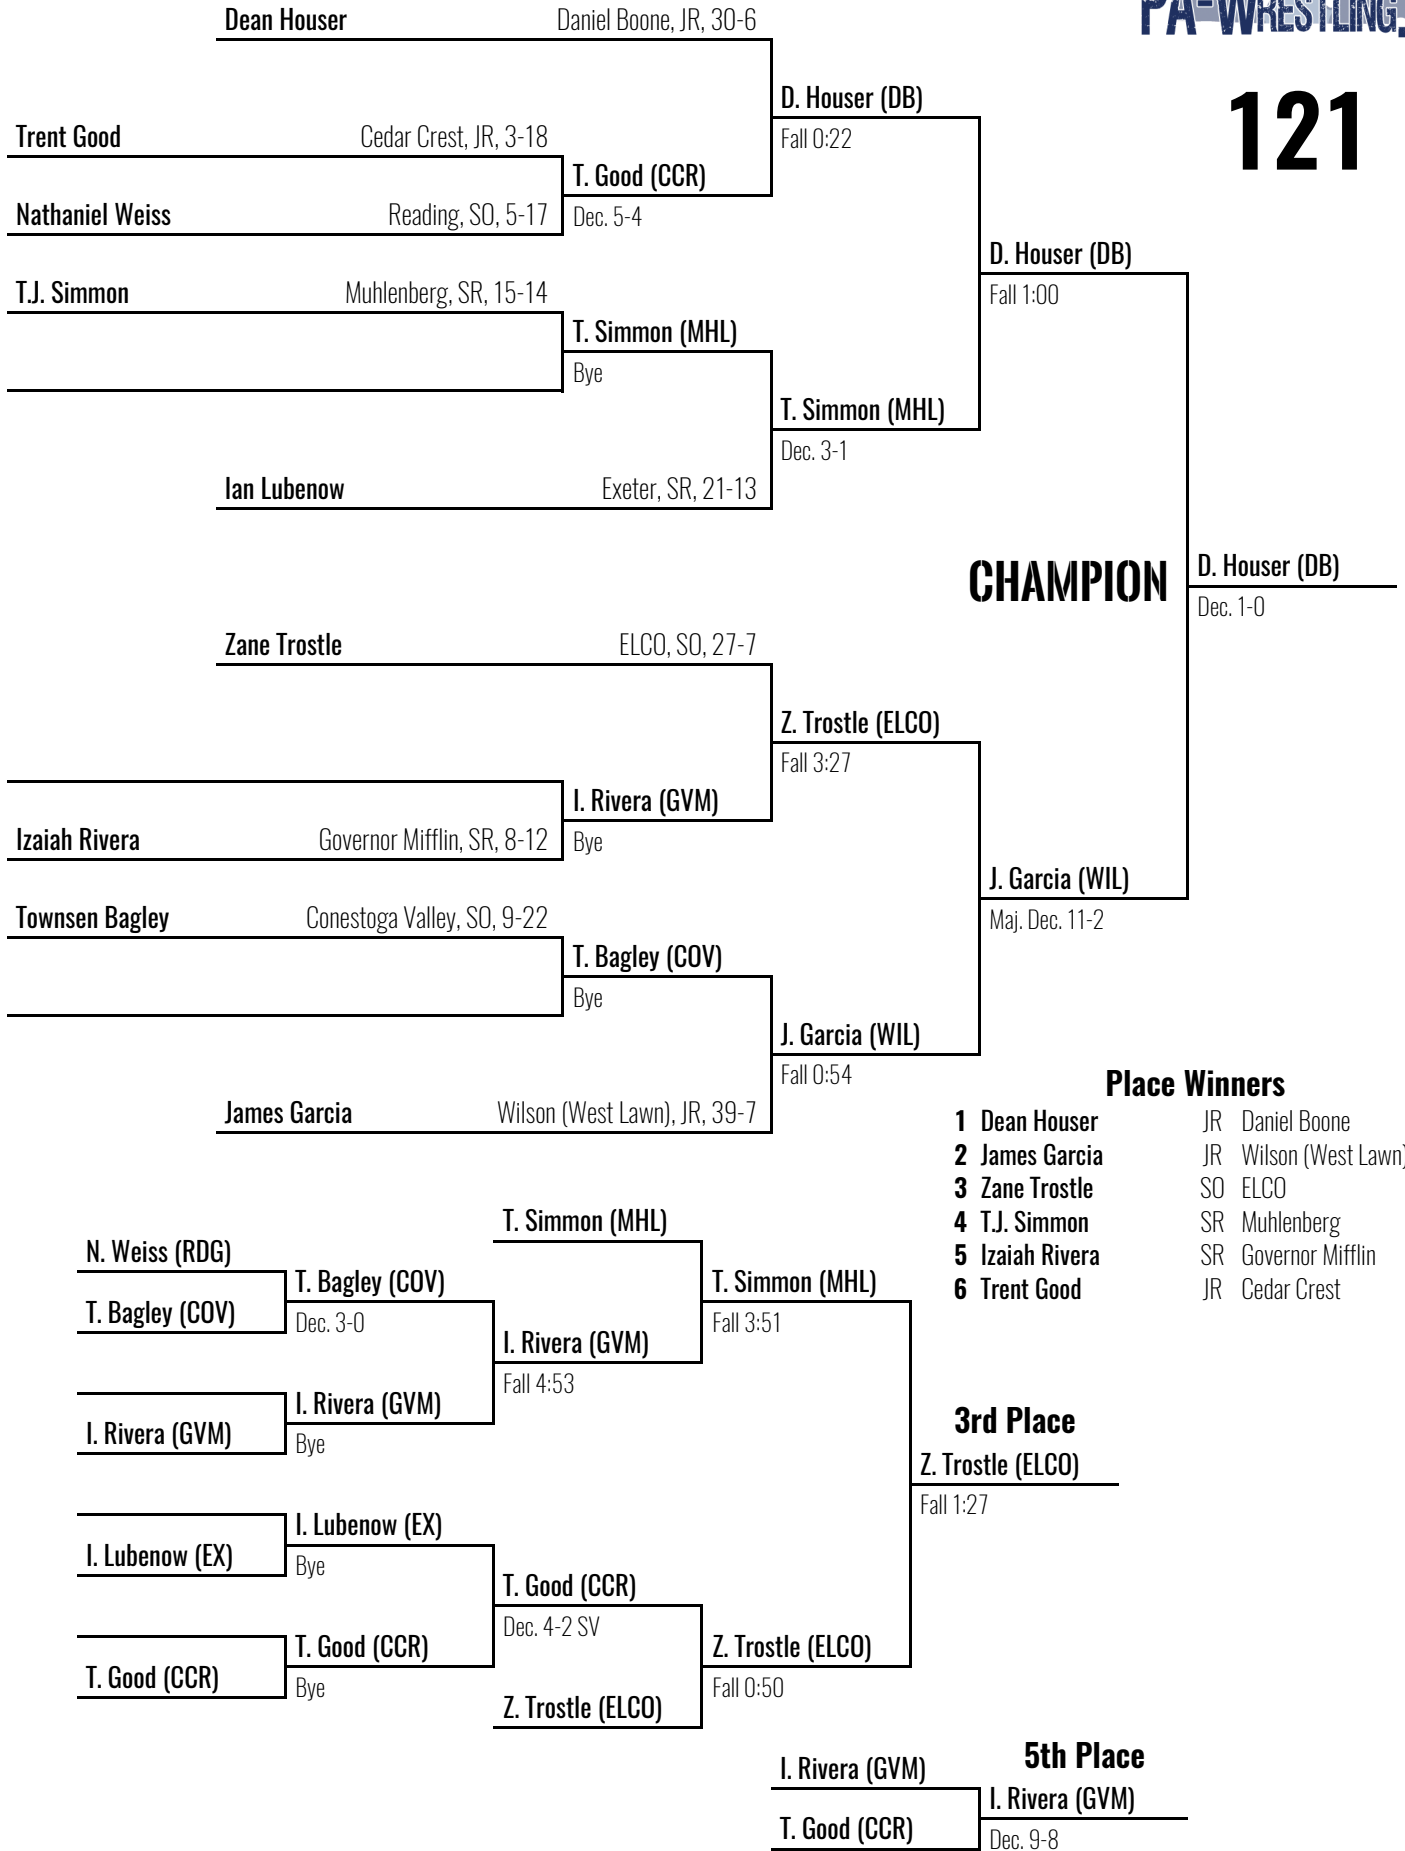 PA-WRESTLING.
121
Dean Houser Daniel Boone, JR, 30-6
D. Houser (DB)
Fall 0:22
Trent Good Cedar Crest, JR, 3-18
T. Good (CCR)
Dec. 5-4
Nathaniel Weiss Reading, SO, 5-17
D. Houser (DB)
Fall 1:00
T.J. Simmon Muhlenberg, SR, 15-14
T. Simmon (MHL)
Bye
T. Simmon (MHL)
Dec. 3-1
Ian Lubenow Exeter, SR, 21-13
CHAMPION
D. Houser (DB)
Dec. 1-0
Zane Trostle ELCO, SO, 27-7
Z. Trostle (ELCO)
Fall 3:27
I. Rivera (GVM)
Bye
Izaiah Rivera Governor Mifflin, SR, 8-12
J. Garcia (WIL)
Maj. Dec. 11-2
Townsen Bagley Conestoga Valley, SO, 9-22
T. Bagley (COV)
Bye
J. Garcia (WIL)
Fall 0:54
James Garcia Wilson (West Lawn), JR, 39-7
Place Winners
1 Dean Houser JR Daniel Boone
2 James Garcia JR Wilson (West Lawn)
3 Zane Trostle SO ELCO
4 T.J. Simmon SR Muhlenberg
5 Izaiah Rivera SR Governor Mifflin
6 Trent Good JR Cedar Crest
T. Simmon (MHL)
N. Weiss (RDG)
T. Bagley (COV)
Dec. 3-0
T. Bagley (COV)
T. Simmon (MHL)
Fall 3:51
I. Rivera (GVM)
Fall 4:53
I. Rivera (GVM)
Bye
I. Rivera (GVM)
3rd Place
Z. Trostle (ELCO)
Fall 1:27
I. Lubenow (EX)
Bye
I. Lubenow (EX)
T. Good (CCR)
Dec. 4-2 SV
T. Good (CCR)
Bye
T. Good (CCR)
Z. Trostle (ELCO)
Fall 0:50
Z. Trostle (ELCO)
5th Place
I. Rivera (GVM)
I. Rivera (GVM)
Dec. 9-8
T. Good (CCR)